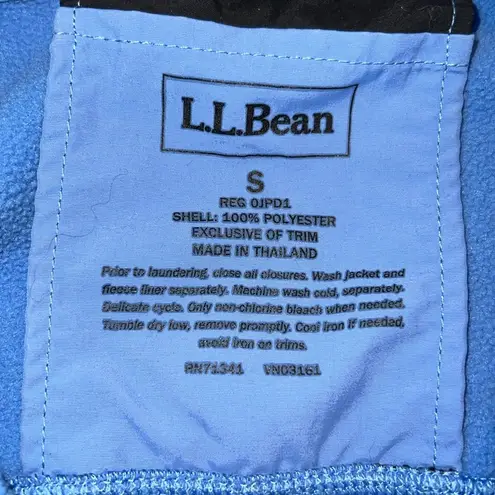 L.L.Bean
S
REG 0JPD1
SHELL: 100% POLYESTER
EXCLUSIVE OF TRIM
MADE IN THAILAND
Prior to laundering, close all closures. Wash jacket and
fleece liner separately. Machine wash cold, separately.
Delicate cycle. Only non-chlorine bleach when needed.
Tumble dry low, remove promptly. Cool iron if needed,
avoid iron on trims.
RN71341 VN03161